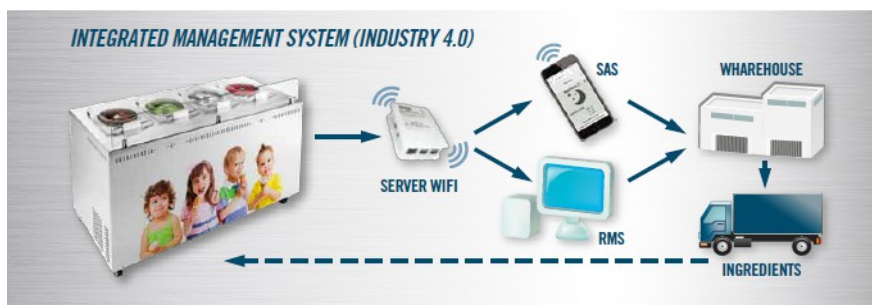 INTEGRATED MANAGEMENT SYSTEM (INDUSTRY 4.0)
SAS
WHAREHOUSE
SERVER WIFI
RMS
INGREDIENTS